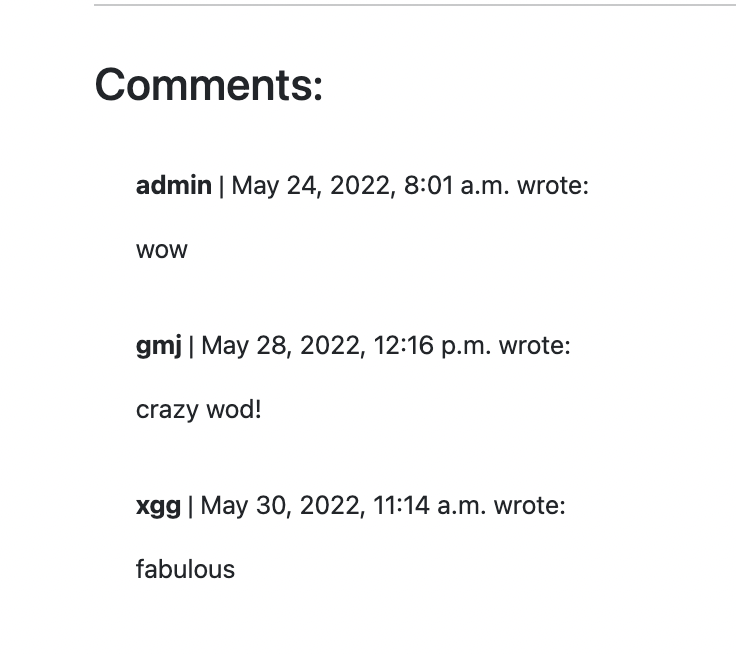 Comments:
admin | May 24, 2022, 8:01 a.m. wrote:
wow
gmj | May 28, 2022, 12:16 p.m. wrote:
crazy wod!
xgg | May 30, 2022, 11:14 a.m. wrote:
fabulous